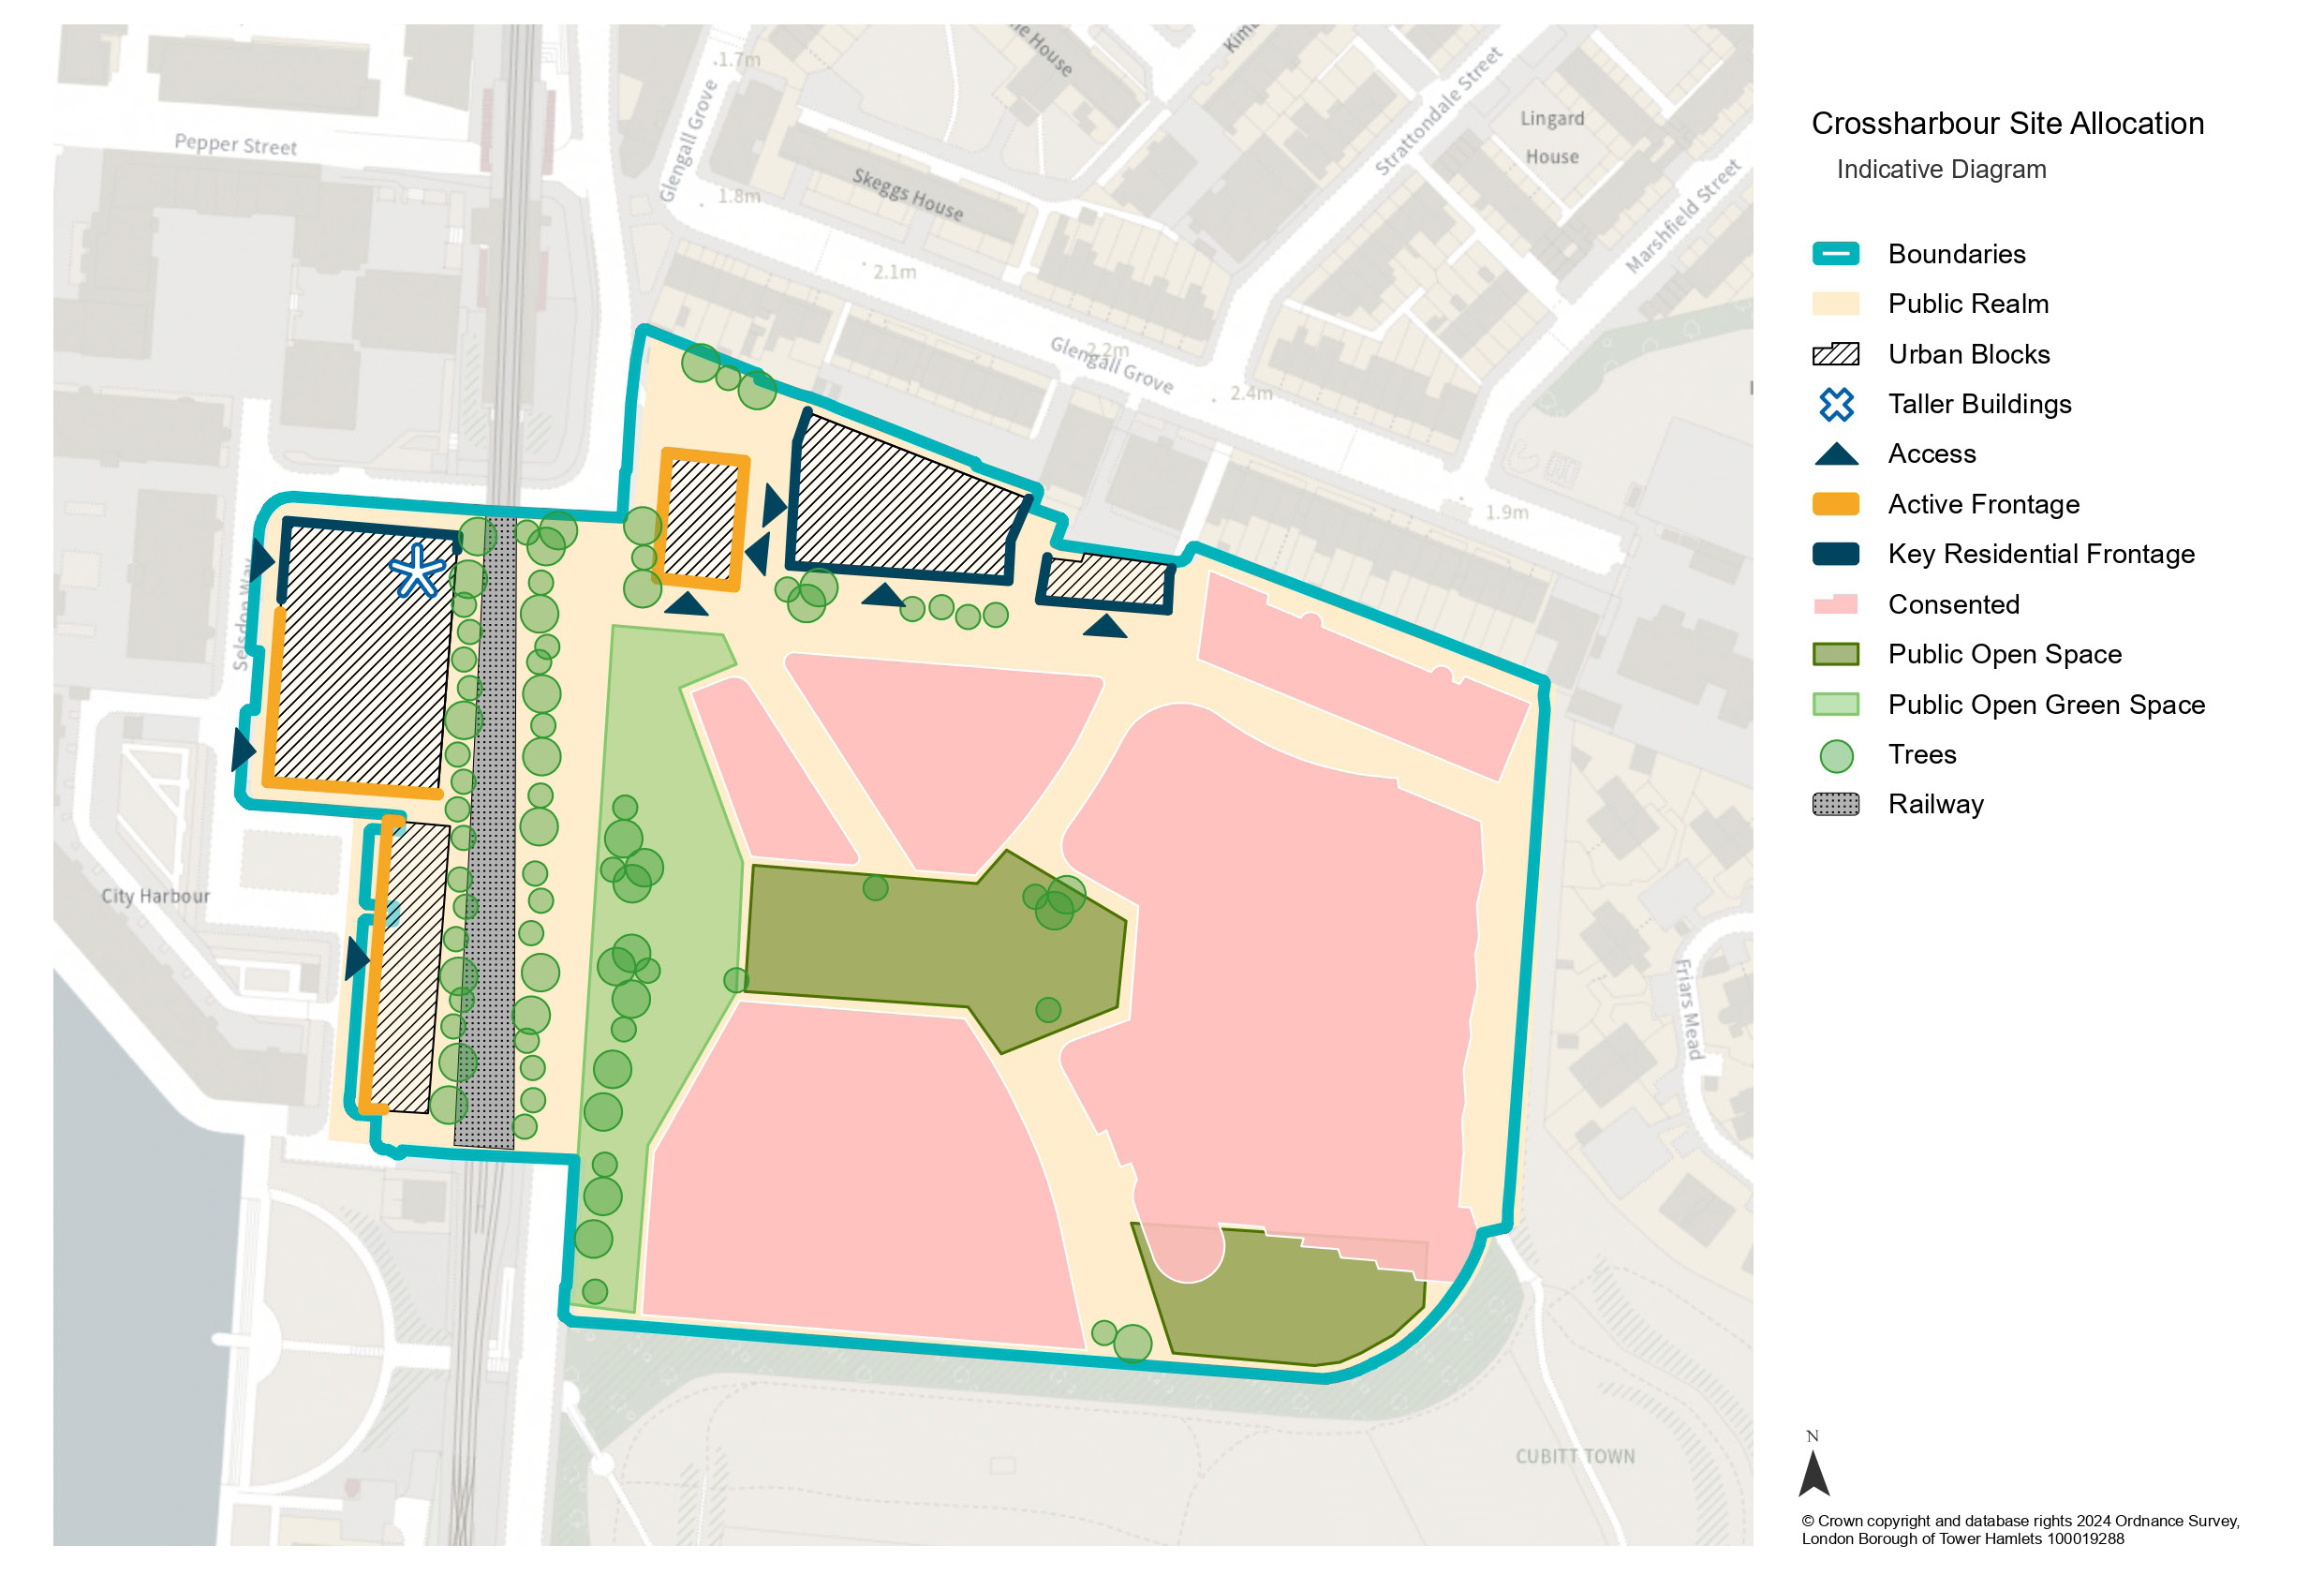 Crossharbour Site Allocation
Indicative Diagram
Boundaries
Public Realm
Urban Blocks
Taller Buildings
Access
Active Frontage
Key Residential Frontage
Consented
Public Open Space
Public Open Green Space
Trees
Railway
N
© Crown copyright and database rights 2024 Ordnance Survey,
London Borough of Tower Hamlets 100019288
House
1.7m
Pepper Street
Glengall Grove
1.8m
Skeggs House
Strattondale Street
Lingard
House
Marshfield Street
2.1m
2.2m
Glengall Grove
2.4m
1.9m
Selsdon Way
City Harbour
Friars Mead
CUBITT TOWN